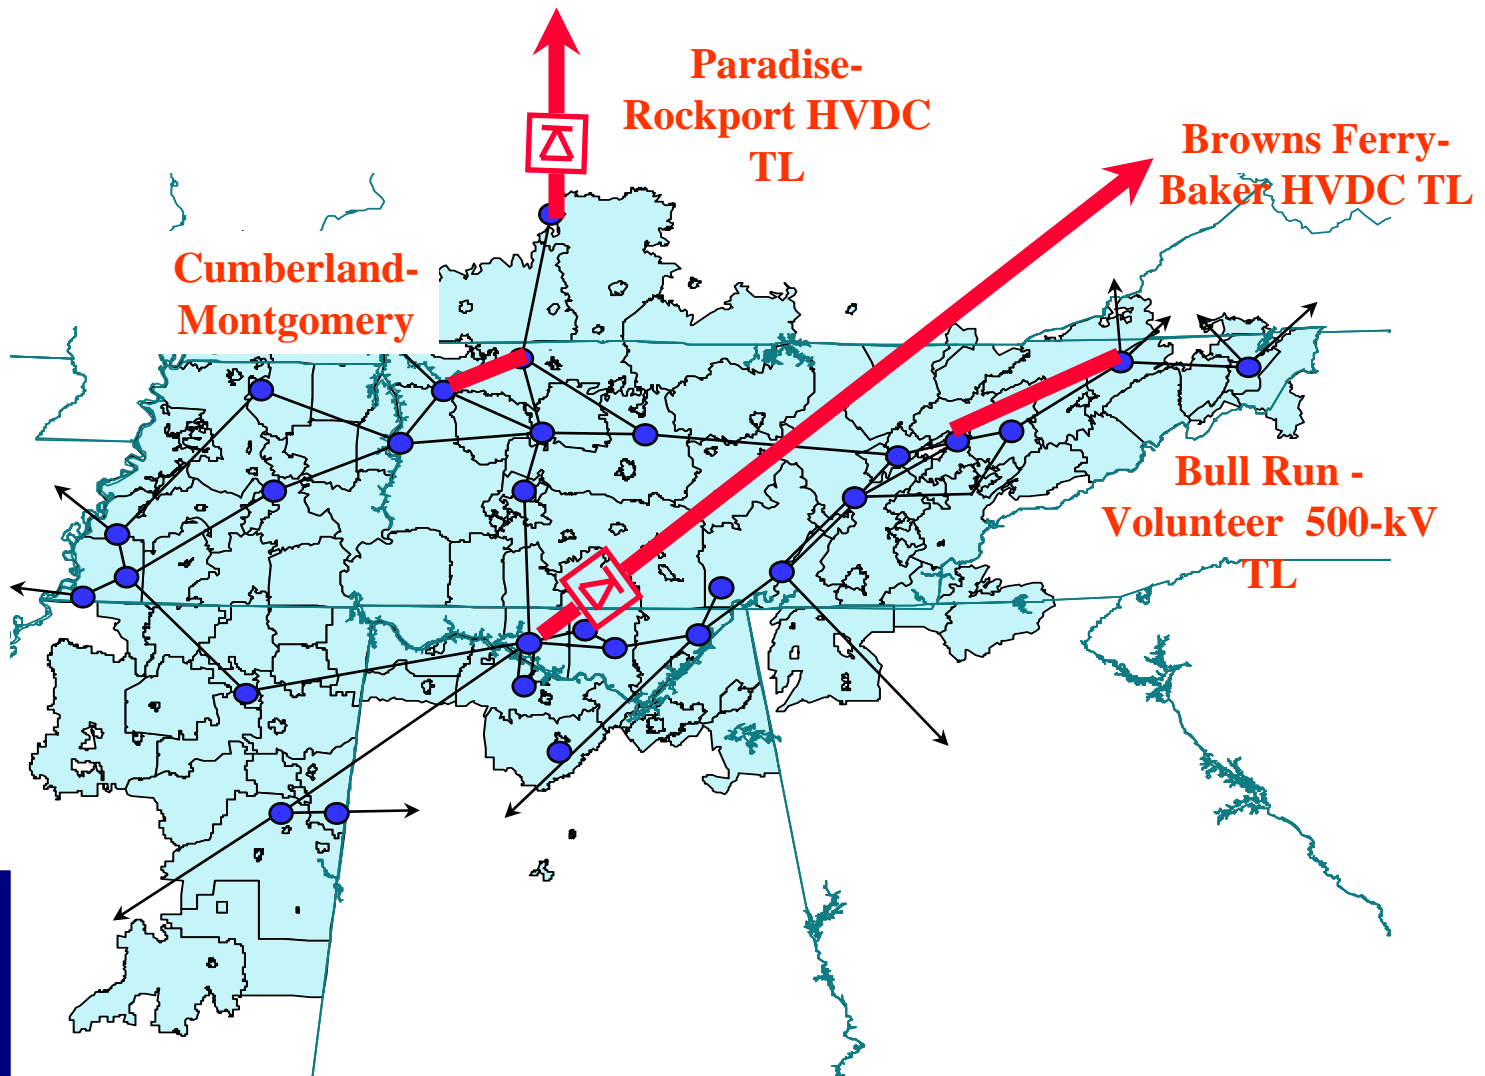 Paradise-
Rockport HVDC
TL
Browns Ferry-
Baker HVDC TL
Cumberland-
Montgomery
Bull Run -
Volunteer 500-kV
TL